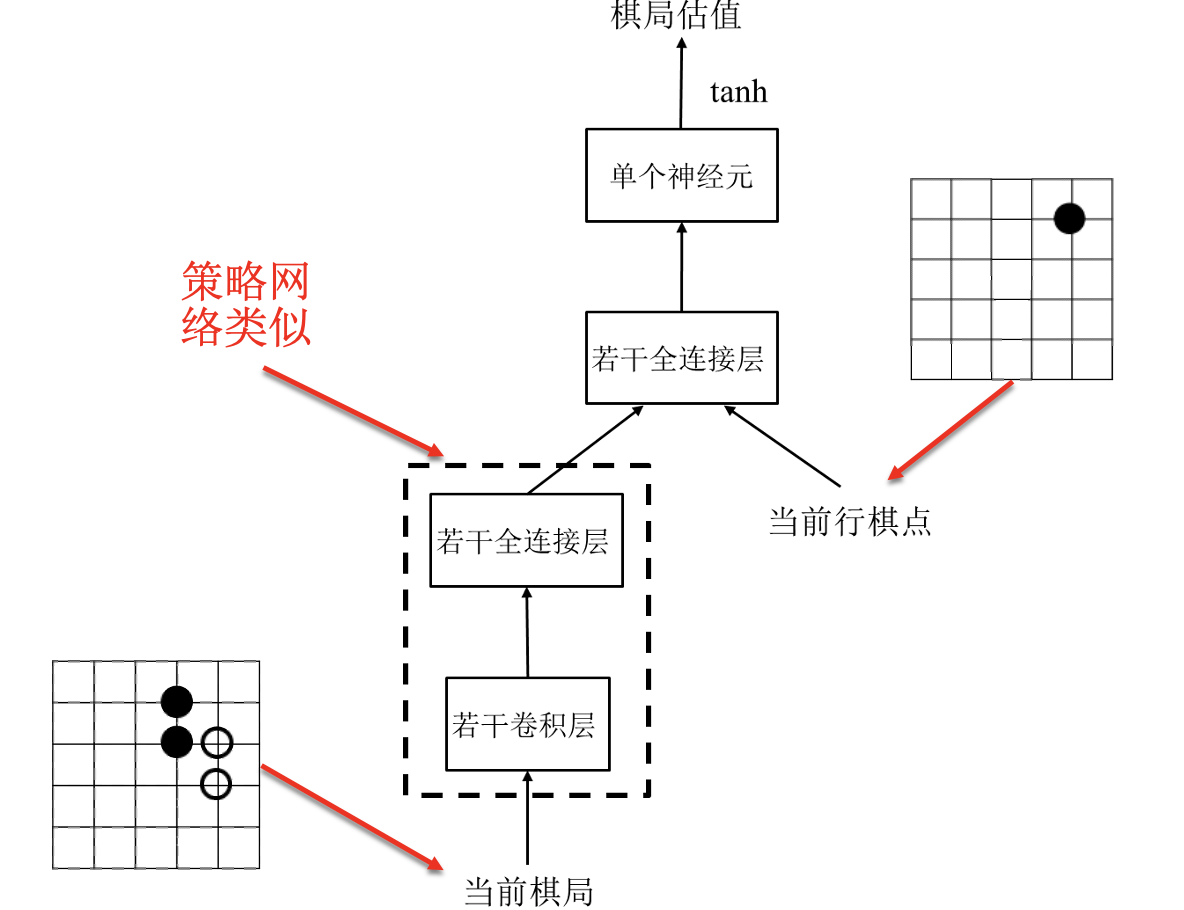 棋局估值
tanh
单个神经元
策略网
络类似
若干全连接层
若干全连接层
当前行棋点
若干卷积层
当前棋局